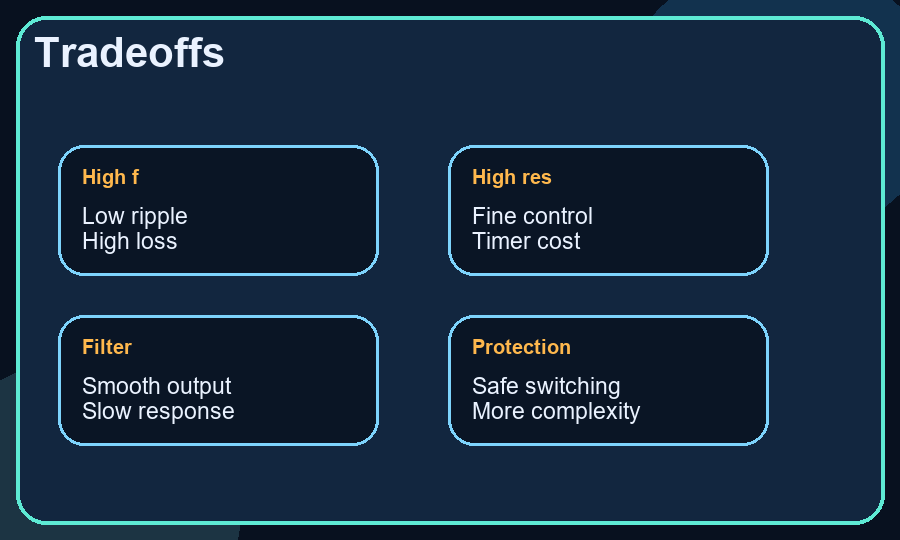 Tradeoffs
High f
Low ripple
High loss
High res
Fine control
Timer cost
Filter
Smooth output
Slow response
Protection
Safe switching
More complexity